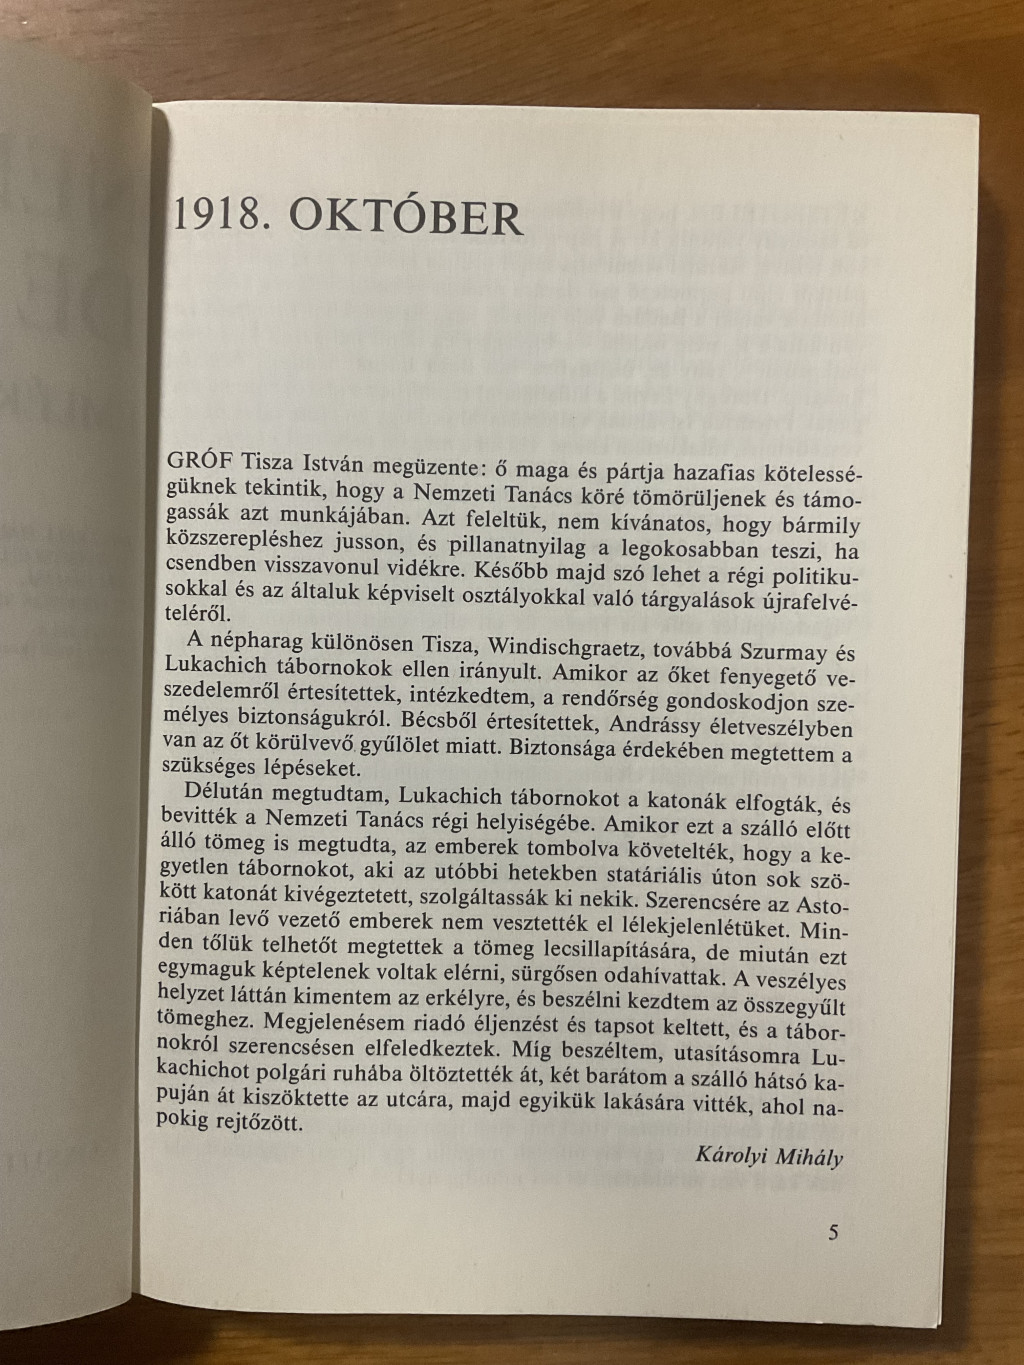 1918. OKTÓBER
GRÓF Tisza István megüzente: ő maga és pártja hazafias kötelessé-
güknek tekintik, hogy a Nemzeti Tanács köré tömörüljenek és támo-
gassák azt munkájában. Azt feleltük, nem kívánatos, hogy bármily
közszerepléshez jusson, és pillanatnyilag a legokosabban teszi, ha
csendben visszavonul vidékre. Később majd szó lehet a régi politiku-
sokkal és az általuk képviselt osztályokkal való tárgyalások újrafelvé-
teléről.
A népharag különösen Tisza, Windischgraetz, továbbá Szurmay és
Lukachich tábornokok ellen irányult. Amikor az őket fenyegető ve-
szedelemről értesítettek, intézkedtem, a rendőrség gondoskodjon sze-
mélyes biztonságukról. Bécsből értesítettek, Andrássy életveszélyben
van az őt körülvevő gyűlölet miatt. Biztonsága érdekében megtettem a
szükséges lépéseket.
Délután megtudtam, Lukachich tábornokot a katonák elfogták, és
bevitték a Nemzeti Tanács régi helyiségébe. Amikor ezt a szálló előtt
álló tömeg is megtudta, az emberek tombolva követelték, hogy a ke-
gyetlen tábornokot, aki az utóbbi hetekben statáriális úton sok szö-
kött katonát kivégeztetett, szolgáltassák ki nekik. Szerencsére az Asto-
riában levő vezető emberek nem vesztették el lélekjelenlétüket. Min-
den tőlük telhetőt megtettek a tömeg lecsillapítására, de miután ezt
egymaguk képtelenek voltak elérni, sürgősen odahívattak. A veszélyes
helyzet láttán kimentem az erkélyre, és beszélni kezdtem az összegyűlt
tömeghez. Megjelenésem riadó éljenzést és tapsot keltett, és a tábor-
nokról szerencsésen elfeledkeztek. Míg beszéltem, utasításomra Lu-
kachichot polgári ruhába öltöztették át, két barátom a szálló hátsó ka-
puján át kiszöktette az utcára, majd egyikük lakására vitték, ahol na-
pokig rejtőzött.
Károlyi Mihály
5